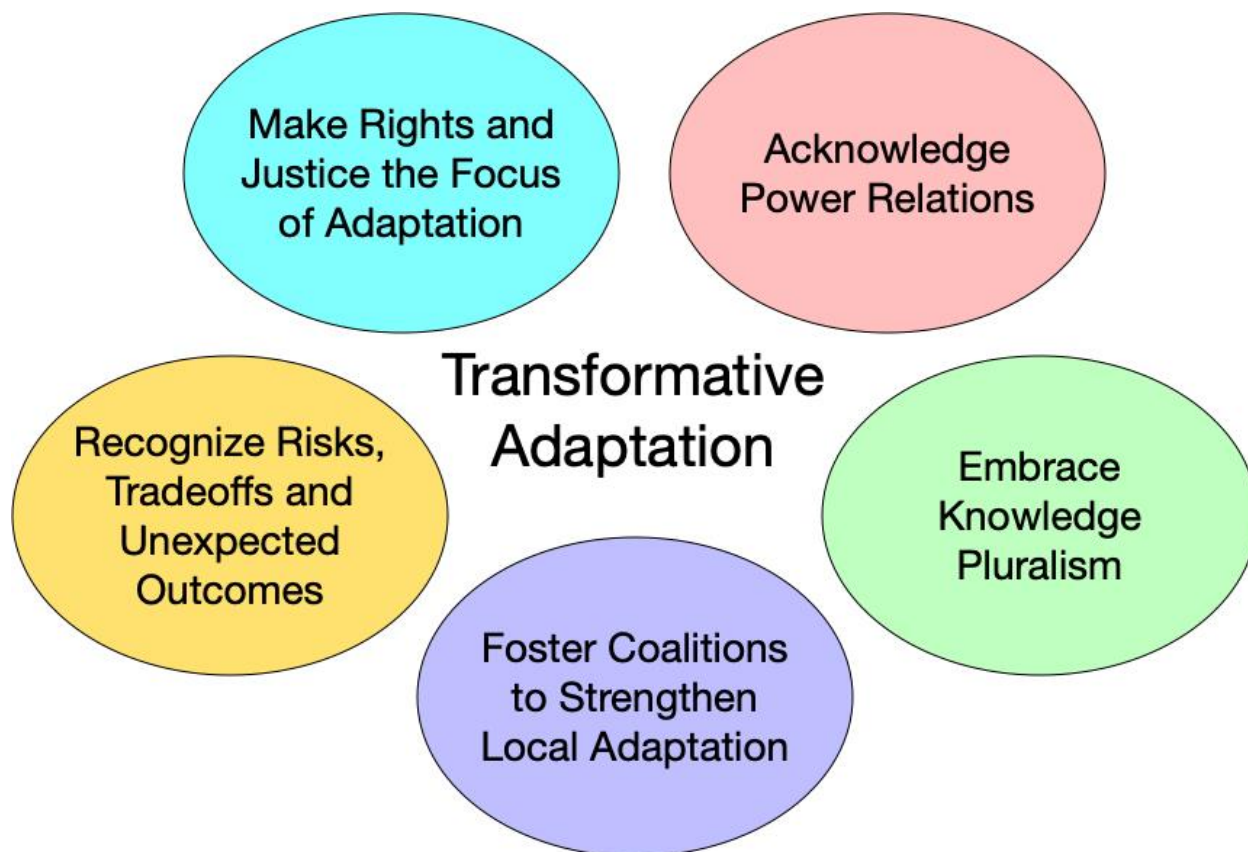 Make Rights and
Justice the Focus
of Adaptation
Acknowledge
Power Relations
Transformative
Adaptation
Recognize Risks,
Tradeoffs and
Unexpected
Outcomes
Embrace
Knowledge
Pluralism
Foster Coalitions
to Strengthen
Local Adaptation